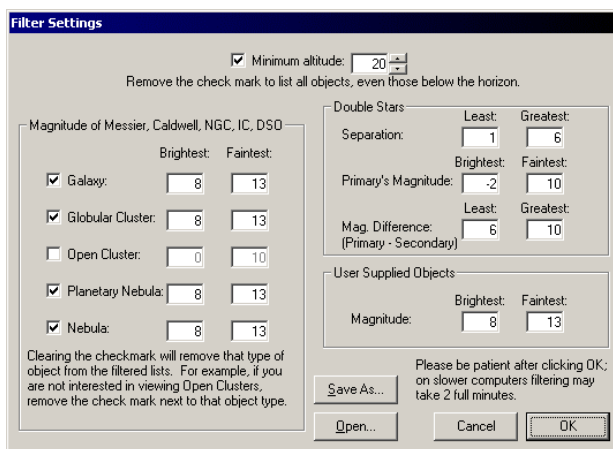 Filter Settings
Minimum altitude: 20
Remove the check mark to list all objects, even those below the horizon.
Magnitude of Messier, Caldwell, NGC, IC, DSO
Brightest: Faintest:
Galaxy: 8 13
Globular Cluster: 8 13
Open Cluster: 0 10
Planetary Nebula: 8 13
Nebula: 8 13
Clearing the checkmark will remove that type of
object from the filtered lists. For example, if you
are not interested in viewing Open Clusters,
remove the check mark next to that object type.
Double Stars
Least: Greatest:
Separation: 1 6
Brightest: Faintest:
Primary's Magnitude: -2 10
Least: Greatest:
Mag. Difference: 6 10
(Primary - Secondary)
User Supplied Objects
Brightest: Faintest:
Magnitude: 8 13
Save As...
Open...
Please be patient after clicking OK;
on slower computers filtering may
take 2 full minutes.
Cancel
OK